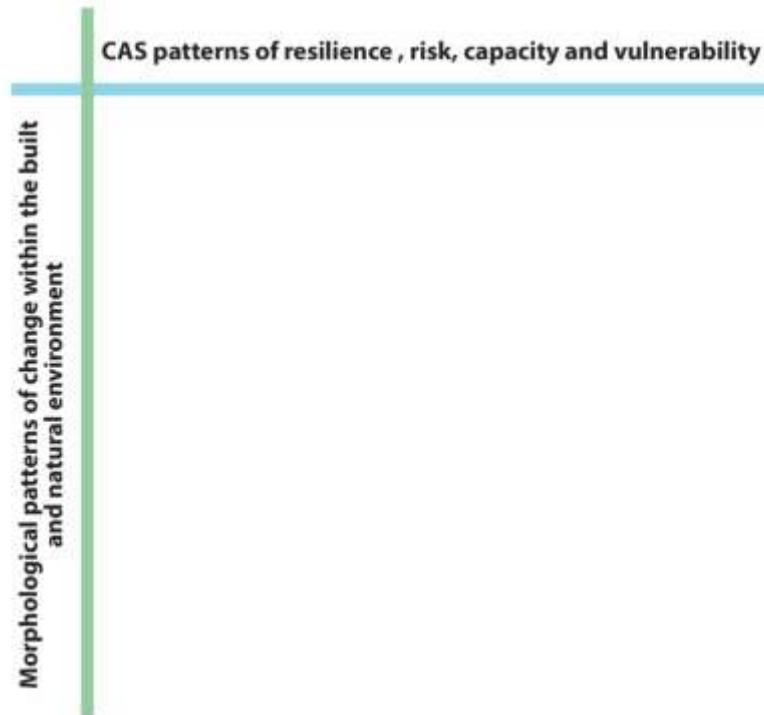 CAS patterns of resilience , risk, capacity and vulnerability
Morphological patterns of change within the built
and natural environment